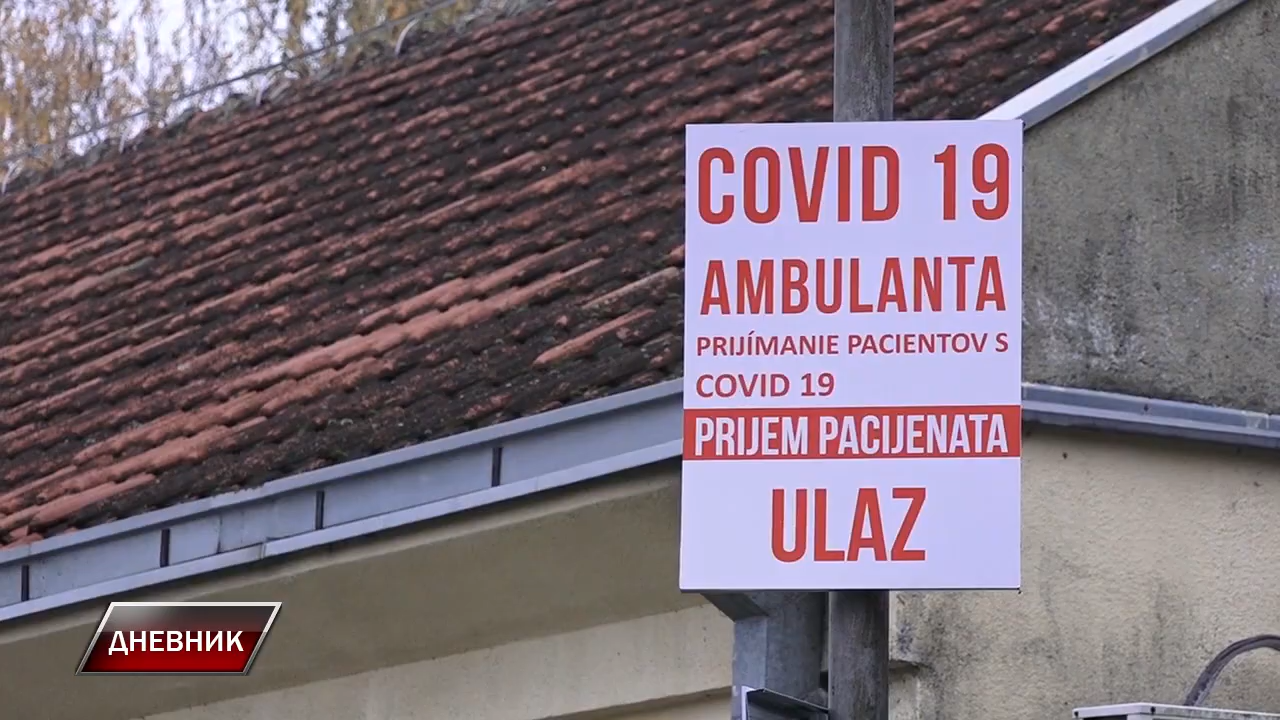 COVID 19
AMBULANTA
PRIJÍMANIE PACIENTOV S
COVID 19
PRIJEM PACIJENATA
ULAZ
ДНЕВНИК